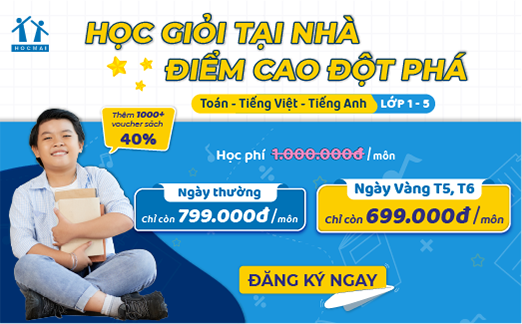 HOCMAI
HỌC GIỎI TẠI NHÀ
ĐIỂM CAO ĐỘT PHÁ
Toán - Tiếng Việt - Tiếng Anh LỚP 1 - 5
Thêm 1000+
voucher sách
40%
Học phí 1.000.000đ/môn
Ngày thường
Chỉ còn 799.000đ/môn
Ngày Vàng T5, T6
Chỉ còn 699.000đ/môn
ĐĂNG KÝ NGAY